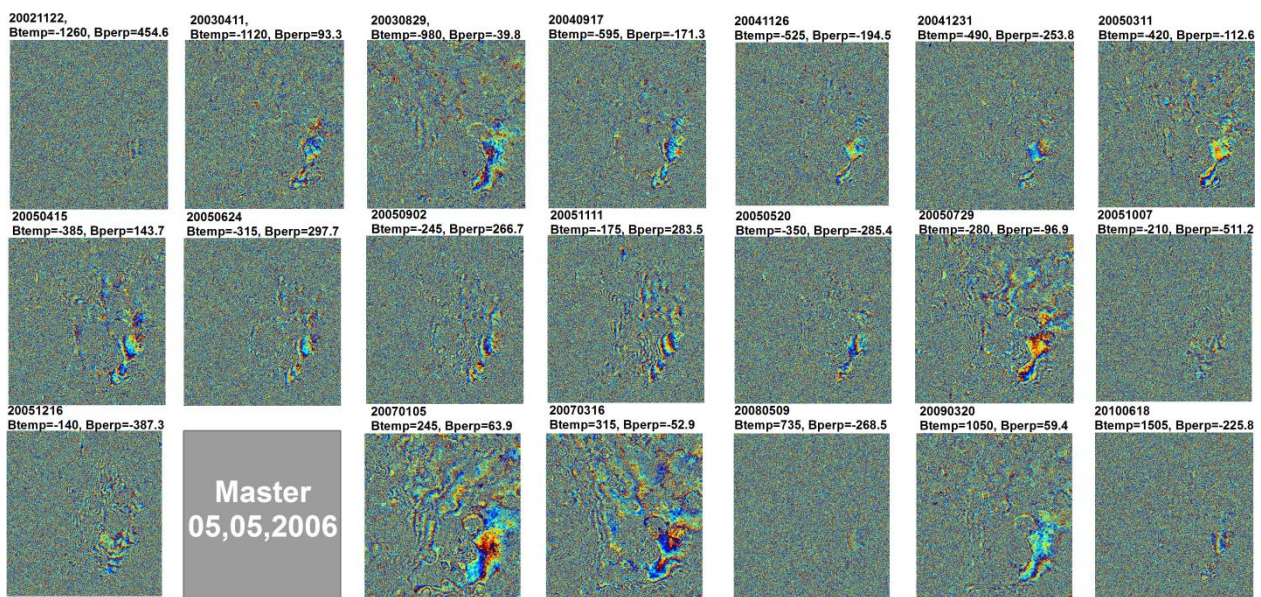 20021122,
Btemp=-1260, Bperp=454.6
20030411,
Btemp=-1120, Bperp=93.3
20030829,
Btemp=-980, Bperp=-39.8
20040917
Btemp=-595, Bperp=-171.3
20041126
Btemp=-525, Bperp=-194.5
20041231
Btemp=-490, Bperp=-253.8
20050311
Btemp=-420, Bperp=-112.6
20050415
Btemp=-385, Bperp=143.7
20050624
Btemp=-315, Bperp=297.7
20050902
Btemp=-245, Bperp=266.7
20051111
Btemp=-175, Bperp=283.5
20050520
Btemp=-350, Bperp=-285.4
20050729
Btemp=-280, Bperp=-96.9
20051007
Btemp=-210, Bperp=-511.2
20051216
Btemp=-140, Bperp=-387.3
Master
05,05,2006
20070105
Btemp=245, Bperp=63.9
20070316
Btemp=315, Bperp=-52.9
20080509
Btemp=735, Bperp=-268.5
20090320
Btemp=1050, Bperp=59.4
20100618
Btemp=1505, Bperp=-225.8